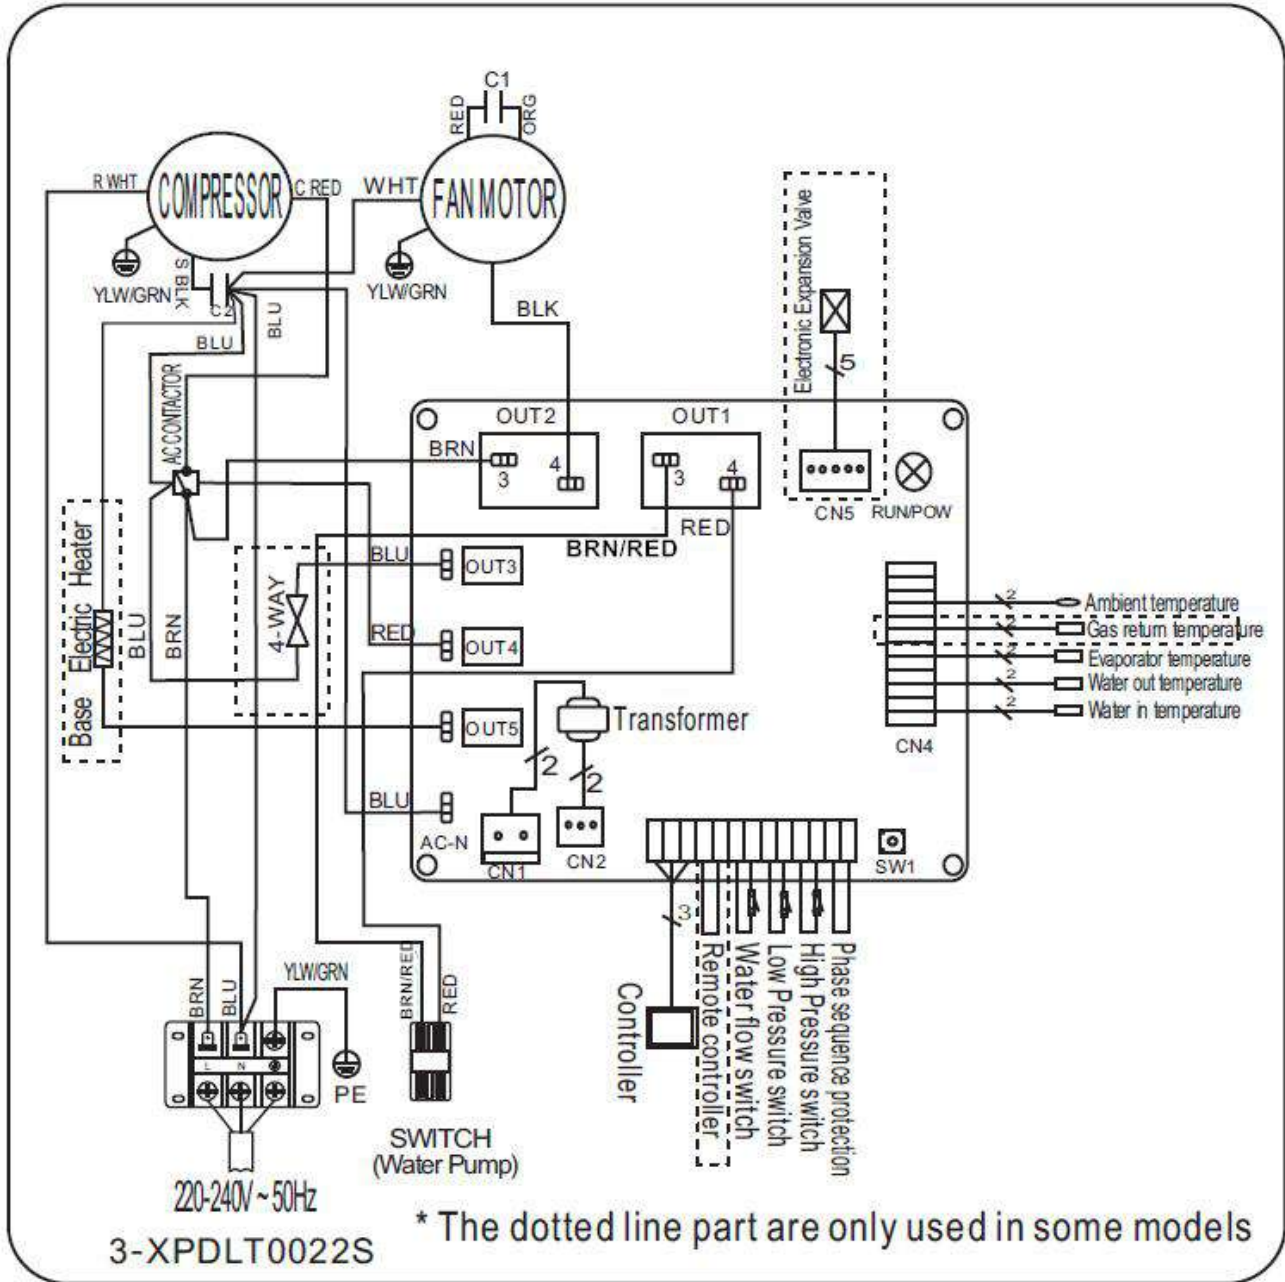 C1
RED
ORG
R WHT
COMPRESSOR
C RED
WHT
FAN MOTOR
S BLK
YLW/GRN
C2
BLU
BLU
YLW/GRN
BLK
Electronic Expansion Valve
5
AC CONTACTOR
BRN
OUT2
3
4
OUT1
3
4
CN5
RUN/POW
RED
BRN/RED
Base Electric Heater
BLU
BRN
4-WAY
BLU
OUT3
RED
OUT4
OUT5
BLU
AC-N
Transformer
2
2
CN1
CN2
2
Ambient temperature
2
Gas return temperature
2
Evaporator temperature
2
Water out temperature
2
Water in temperature
CN4
SW1
3
Controller
Remote controller
Water flow switch
Low Pressure switch
High Pressure switch
Phase sequence protection
BRN
BLU
YLW/GRN
L
N
PE
BRN/RED
RED
SWITCH
(Water Pump)
220-240V ~ 50Hz
3-XPDLT0022S
* The dotted line part are only used in some models